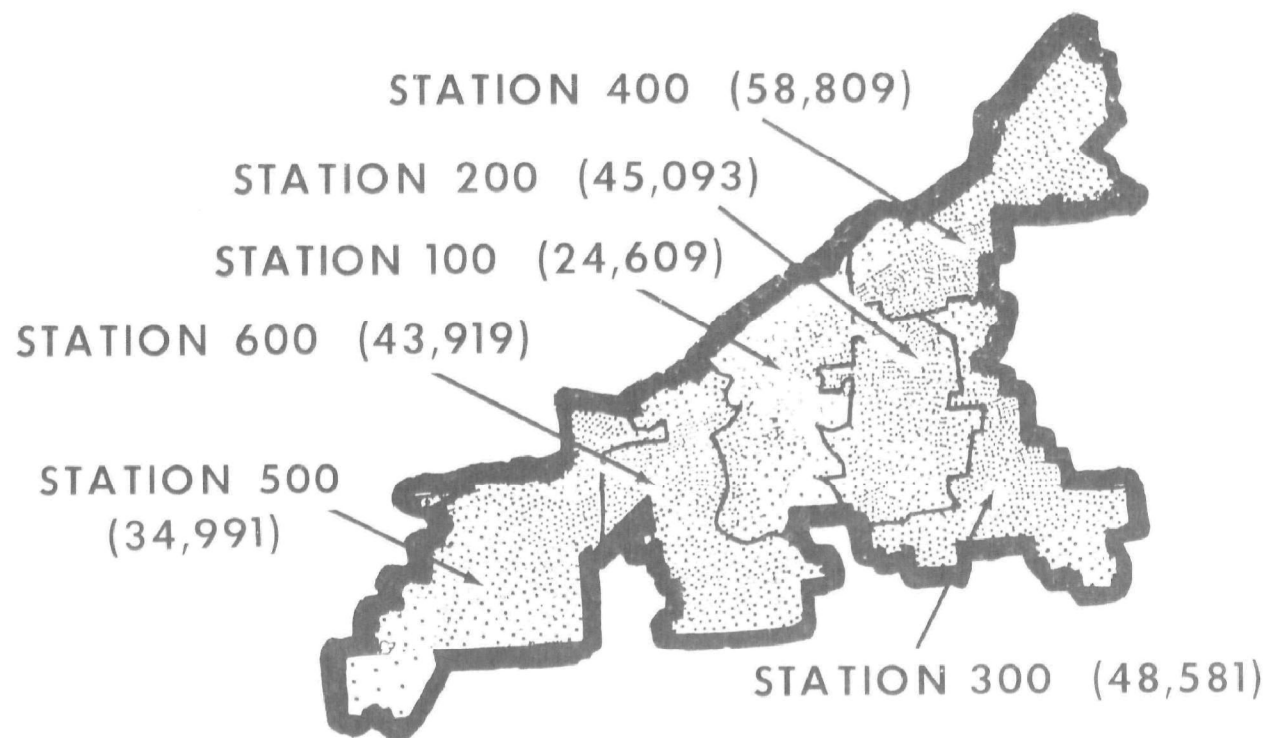 STATION 400 (58,809)
STATION 200 (45,093)
STATION 100 (24,609)
STATION 600 (43,919)
STATION 500
(34,991)
STATION 300 (48,581)